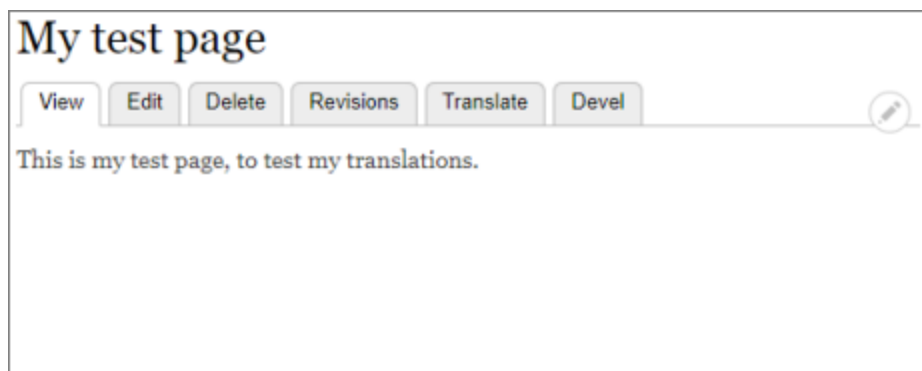 My test page
View Edit Delete Revisions Translate Devel
This is my test page, to test my translations.